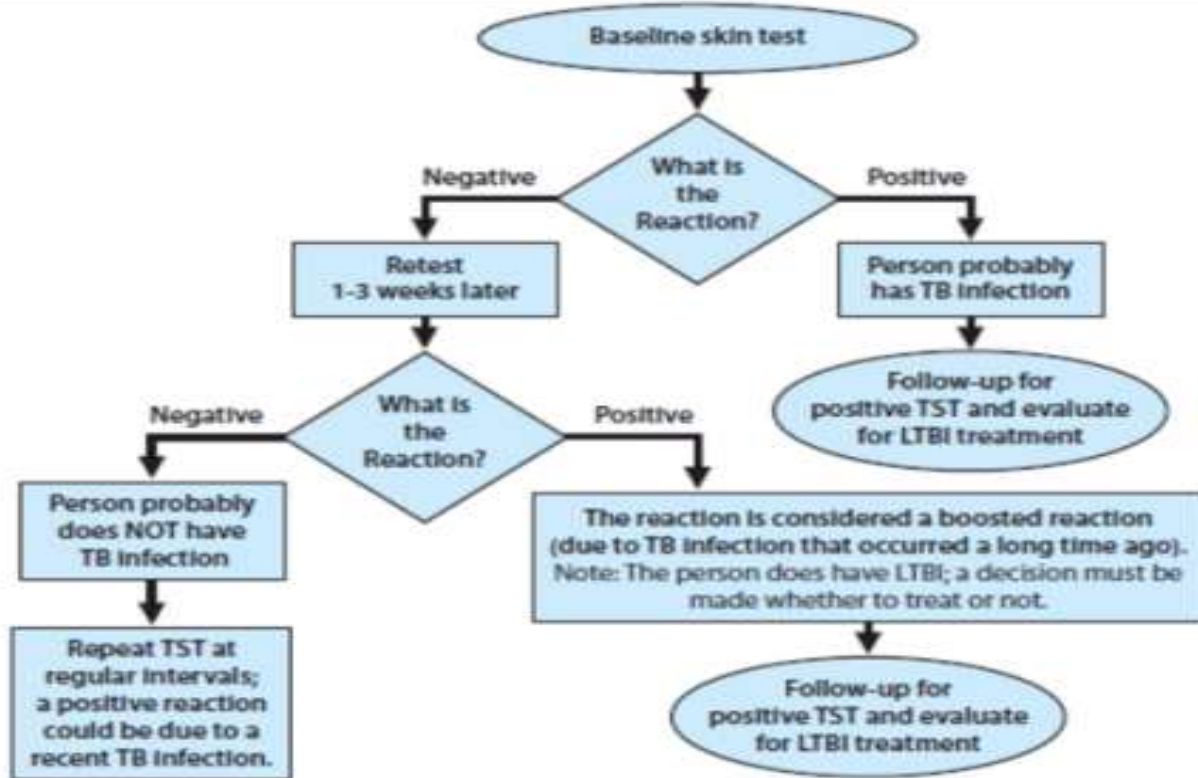 Baseline skin test
What is
the
Reaction?
Negative
Positive
Retest
1-3 weeks later
Person probably
has TB infection
Follow-up for
positive TST and evaluate
for LTBI treatment
What is
the
Reaction?
Negative
Positive
Person probably
does NOT have
TB infection
Repeat TST at
regular intervals;
a positive reaction
could be due to a
recent TB infection.
The reaction is considered a boosted reaction
(due to TB infection that occurred a long time ago).
Note: The person does have LTBI; a decision must be
made whether to treat or not.
Follow-up for
positive TST and evaluate
for LTBI treatment